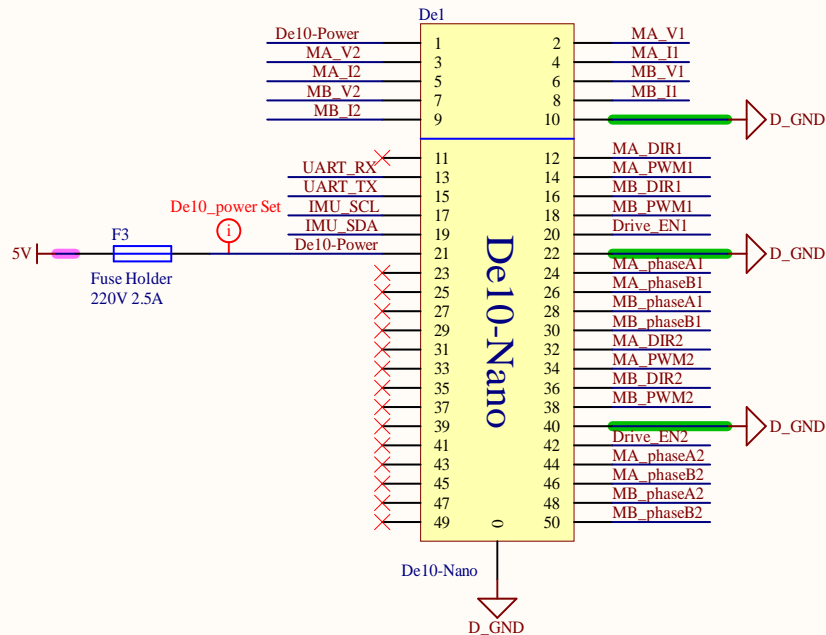 De1
De10-Power 1 2 MA_V1
MA_V2 3 4 MA_I1
MA_I2 5 6 MB_V1
MB_V2 7 8 MB_I1
MB_I2 9 10 D_GND
11 12 MA_DIR1
UART_RX 13 14 MA_PWM1
UART_TX 15 16 MB_DIR1
IMU_SCL 17 18 MB_PWM1
IMU_SDA 19 20 Drive_EN1
De10_power Set
i
5V F3 De10-Power 21 22 D_GND
Fuse Holder
220V 2.5A
23 24 MA_phaseA1
25 26 MA_phaseB1
27 28 MB_phaseA1
29 30 MB_phaseB1
31 32 MA_DIR2
33 34 MA_PWM2
35 36 MB_DIR2
37 38 MB_PWM2
39 40 D_GND
41 42 Drive_EN2
43 44 MA_phaseA2
45 46 MA_phaseB2
47 48 MB_phaseA2
49 0 50 MB_phaseB2
De10-Nano
De10-Nano
D_GND